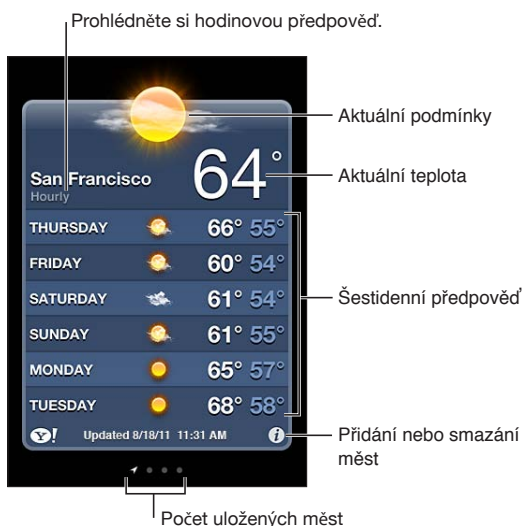 Prohlédněte si hodinovou předpověď.
Aktuální podmínky
64°
Aktuální teplota
San Francisco
Hourly
THURSDAY 66° 55°
FRIDAY 60° 54°
SATURDAY 61° 54°
Šestidenní předpověď
SUNDAY 61° 55°
MONDAY 65° 57°
TUESDAY 68° 58°
Y! Updated 8/18/11 11:31 AM i
Přidání nebo smazání
měst
Počet uložených měst